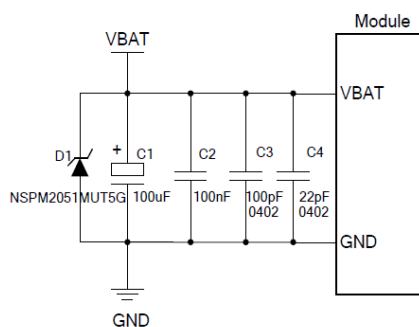 Module
VBAT
VBAT
D1
+
C1
C2
C3
C4
NSPM2051MUT5G
100uF
100nF
100pF
0402
22pF
0402
GND
GND